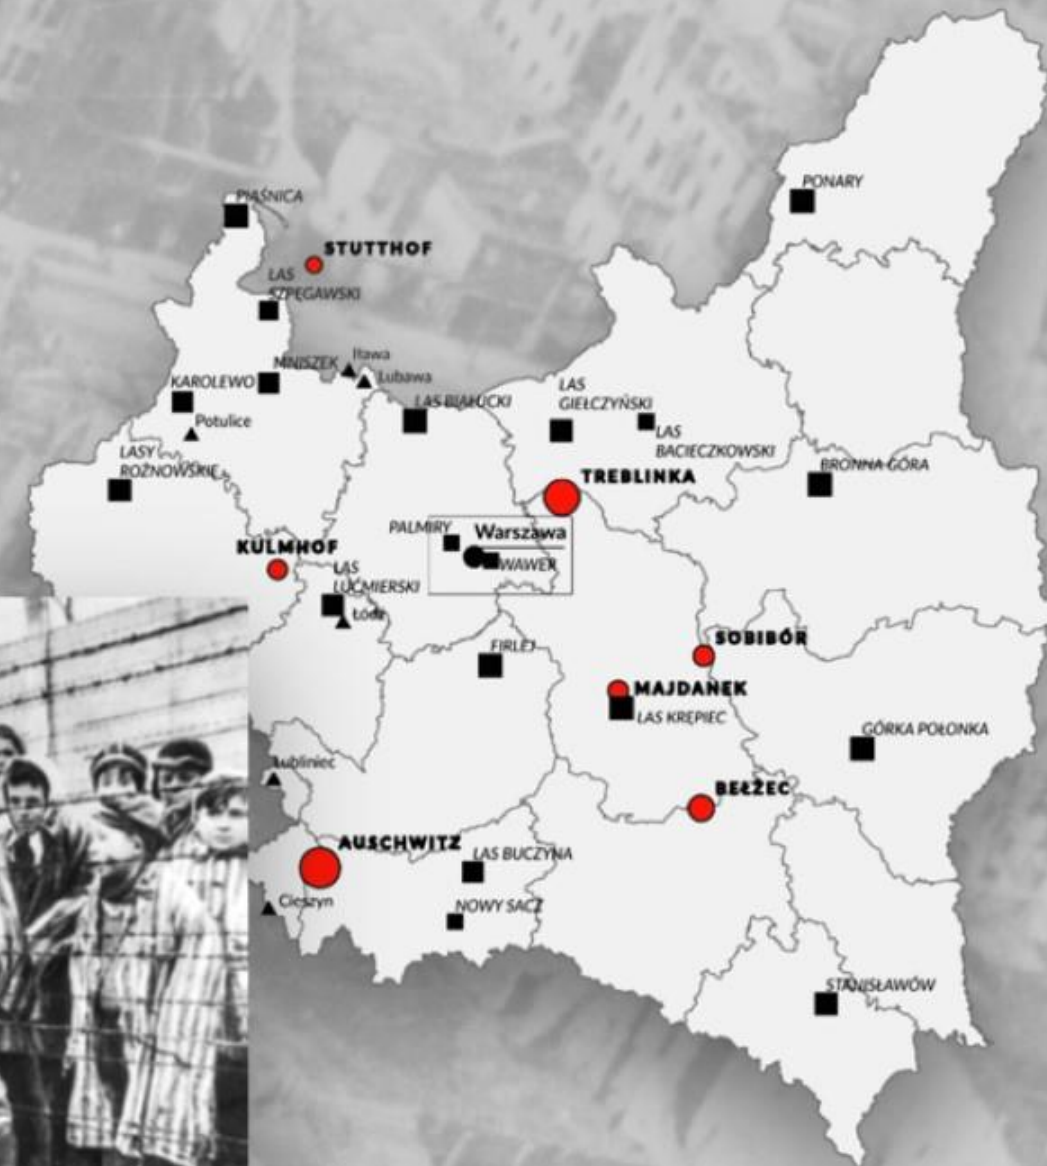 PONARY
PIAŚNICA
STUTTHOF
LAS
SZPĘGAWSKI
MNISZEK
Iława
Lubawa
KAROLEWO
Potulice
LAS BIAŁUCKI
LAS
GIEŁCZYŃSKI
LAS
BACIECZKOWSKI
LASY
ROŻNOWSKIE
BRONNA GÓRA
TREBLINKA
PALMIRY
Warszawa
WAWER
KULMHOF
LAS
LUĆMIERSKI
Łódź
FIRLEJ
SOBIBÓR
MAJDANEK
LAS KRĘPIEC
GÓRKA POŁONKA
Lubliniec
BEŁŻEC
AUSCHWITZ
LAS BUCZYNA
Cieszyn
NOWY SĄCZ
STANISŁAWÓW